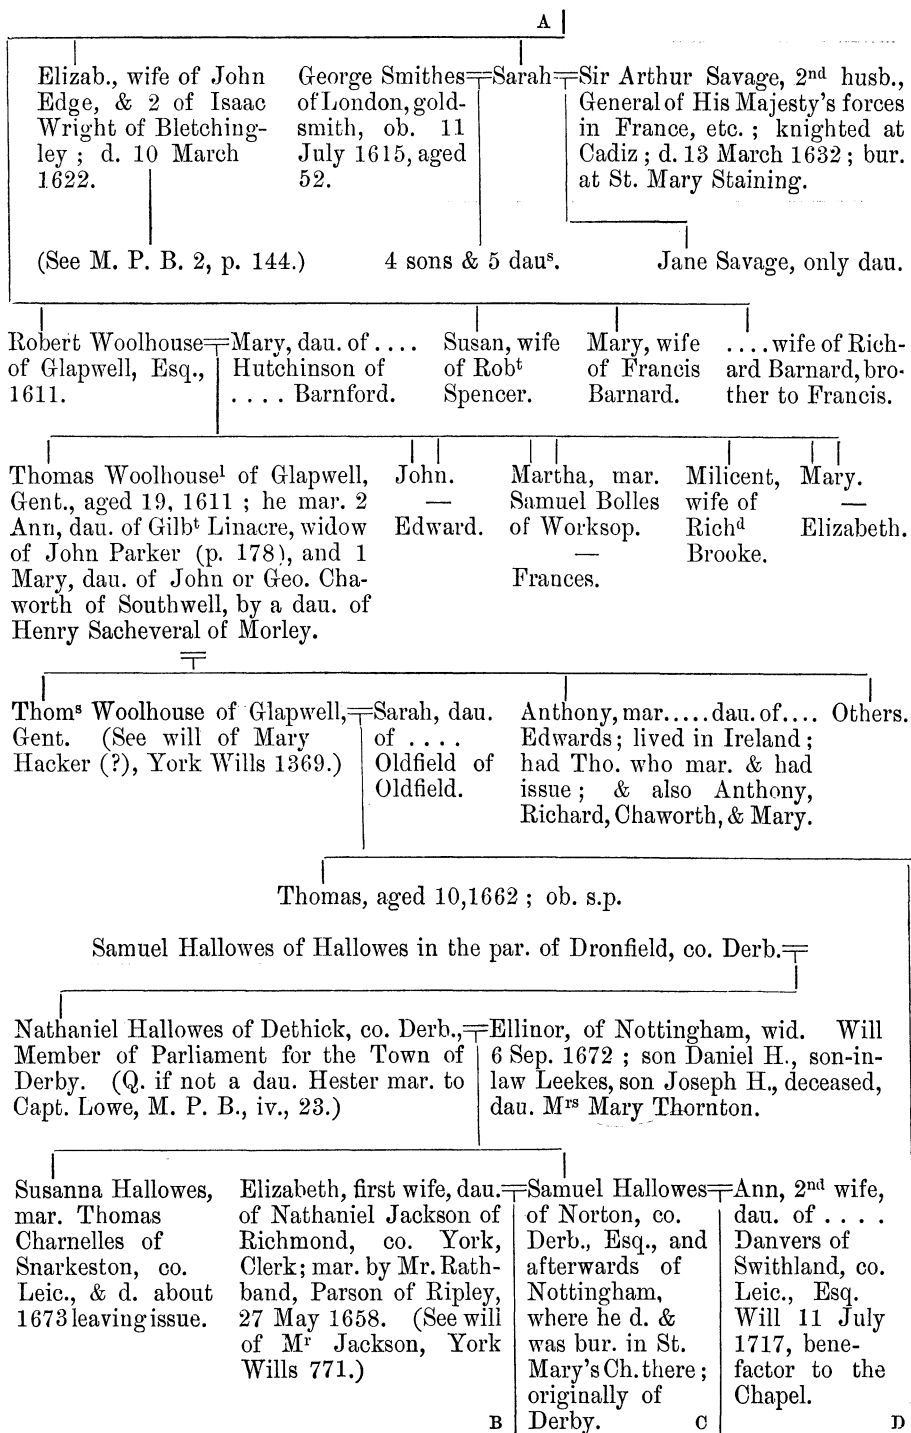 A
Elizab., wife of John
Edge, & 2 of Isaac
Wright of Bletching-
ley ; d. 10 March
1622.
George Smithes
of London, gold-
smith, ob. 11
July 1615, aged
52.
Sarah
Sir Arthur Savage, 2nd husb.,
General of His Majesty's forces
in France, etc. ; knighted at
Cadiz ; d. 13 March 1632 ; bur.
at St. Mary Staining.
(See M. P. B. 2, p. 144.)
4 sons & 5 daus.
Jane Savage, only dau.
Robert Woolhouse
of Glapwell, Esq.,
1611.
Mary, dau. of . . . .
Hutchinson of
. . . . Barnford.
Susan, wife
of Robt
Spencer.
Mary, wife
of Francis
Barnard.
. . . . wife of Rich-
ard Barnard, bro-
ther to Francis.
Thomas Woolhouse1 of Glapwell,
Gent., aged 19, 1611 ; he mar. 2
Ann, dau. of Gilbt Linacre, widow
of John Parker (p. 178), and 1
Mary, dau. of John or Geo. Cha-
worth of Southwell, by a dau. of
Henry Sacheveral of Morley.
John.
—
Edward.
Martha, mar.
Samuel Bolles
of Worksop.
—
Frances.
Milicent,
wife of
Richd
Brooke.
Mary.
—
Elizabeth.
Thoms Woolhouse of Glapwell,
Gent. (See will of Mary
Hacker (?), York Wills 1369.)
Sarah, dau.
of . . . .
Oldfield of
Oldfield.
Anthony, mar.....dau. of....
Edwards ; lived in Ireland ;
had Tho. who mar. & had
issue ; & also Anthony,
Richard, Chaworth, & Mary.
Others.
Thomas, aged 10,1662 ; ob. s.p.
Samuel Hallowes of Hallowes in the par. of Dronfield, co. Derb.
Nathaniel Hallowes of Dethick, co. Derb.,
Member of Parliament for the Town of
Derby. (Q. if not a dau. Hester mar. to
Capt. Lowe, M. P. B., iv., 23.)
Ellinor, of Nottingham, wid. Will
6 Sep. 1672 ; son Daniel H., son-in-
law Leekes, son Joseph H., deceased,
dau. Mrs Mary Thornton.
Susanna Hallowes,
mar. Thomas
Charnelles of
Snarkeston, co.
Leic., & d. about
1673 leaving issue.
Elizabeth, first wife, dau.
of Nathaniel Jackson of
Richmond, co. York,
Clerk; mar. by Mr. Rath-
band, Parson of Ripley,
27 May 1658. (See will
of Mr Jackson, York
Wills 771.)
B
Samuel Hallowes
of Norton, co.
Derb., Esq., and
afterwards of
Nottingham,
where he d. &
was bur. in St.
Mary's Ch. there ;
originally of
Derby.
C
Ann, 2nd wife,
dau. of . . . .
Danvers of
Swithland, co.
Leic., Esq.
Will 11 July
1717, bene-
factor to the
Chapel.
D